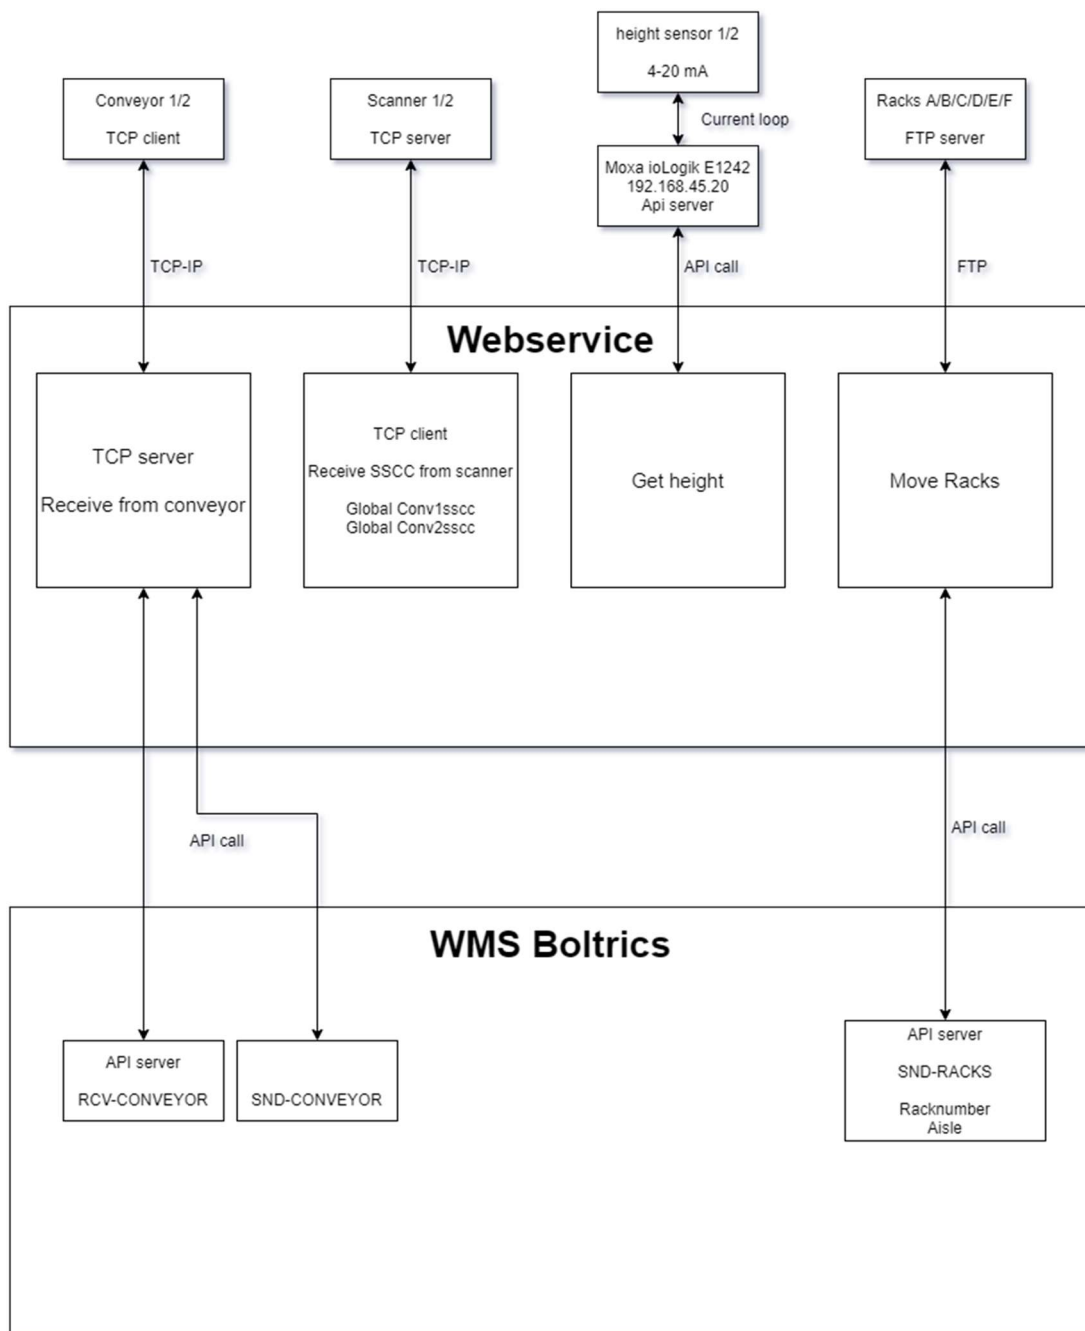 height sensor 1/2
4-20 mA
Conveyor 1/2
TCP client
Scanner 1/2
TCP server
Racks A/B/C/D/E/F
FTP server
Current loop
Moxa ioLogik E1242
192.168.45.20
Api server
TCP-IP
TCP-IP
API call
FTP
Webservice
TCP server
Receive from conveyor
TCP client
Receive SSCC from scanner
Global Conv1sscc
Global Conv2sscc
Get height
Move Racks
API call
API call
WMS Boltrics
API server
RCV-CONVEYOR
SND-CONVEYOR
API server
SND-RACKS
Racknumber
Aisle